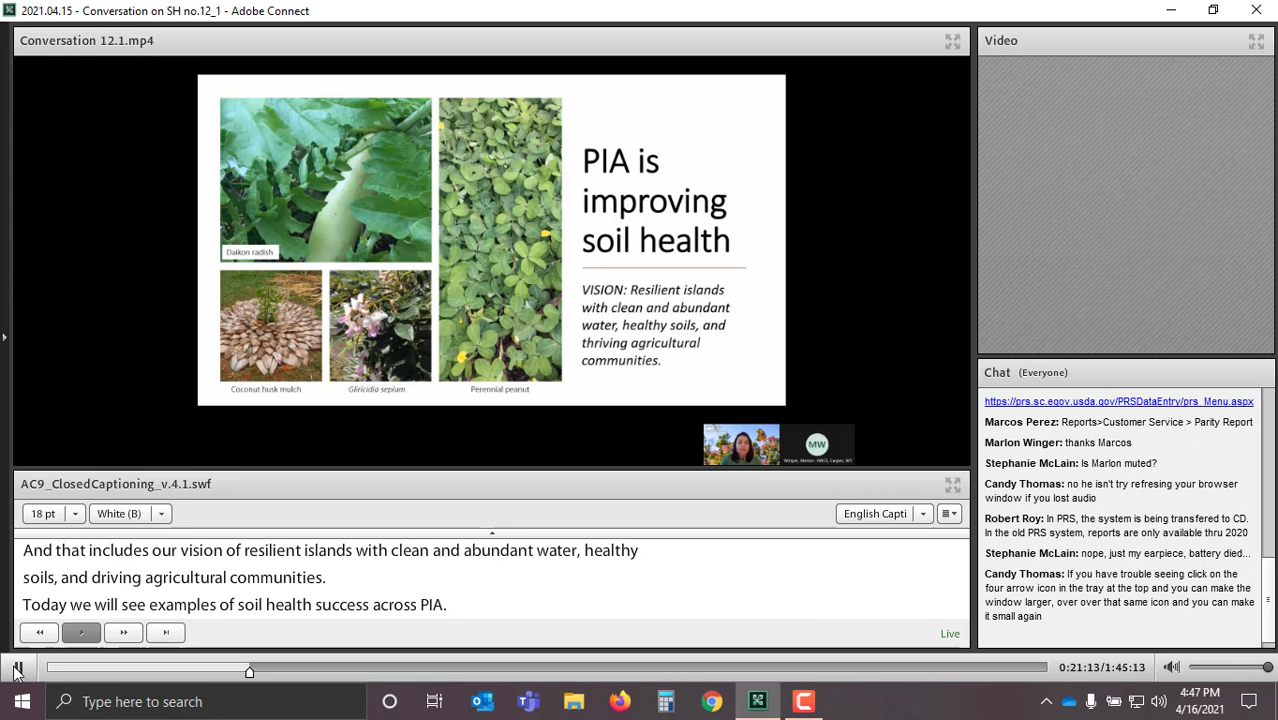 2021.04.15 - Conversation on SH no.12_1 - Adobe Connect
Conversation 12.1.mp4
Daikon radish
Coconut husk mulch
Gliricidia sepium
Perennial peanut
PIA is
improving
soil health
VISION: Resilient islands
with clean and abundant
water, healthy soils, and
thriving agricultural
communities.
MW
Winger, Marlon - NRCS, Casper, WY
AC9_ClosedCaptioning_v.4.1.swf
18 pt
White (B)
English Capti
And that includes our vision of resilient islands with clean and abundant water, healthy
soils, and driving agricultural communities.
Today we will see examples of soil health success across PIA.
Live
Video
Chat (Everyone)
https://prs.sc.egov.usda.gov/PRSDataEntry/prs_Menu.aspx
Marcos Perez: Reports>Customer Service > Parity Report
Marlon Winger: thanks Marcos
Stephanie McLain: Is Marlon muted?
Candy Thomas: no he isn't try refresing your browser
window if you lost audio
Robert Roy: In PRS, the system is being transfered to CD.
In the old PRS system, reports are only available thru 2020
Stephanie McLain: nope, just my earpiece, battery died...
Candy Thomas: If you have trouble seeing click on the
four arrow icon in the tray at the top and you can make the
window larger, over over that same icon and you can make
it small again
0:21:13/1:45:13
Type here to search
4:47 PM
4/16/2021